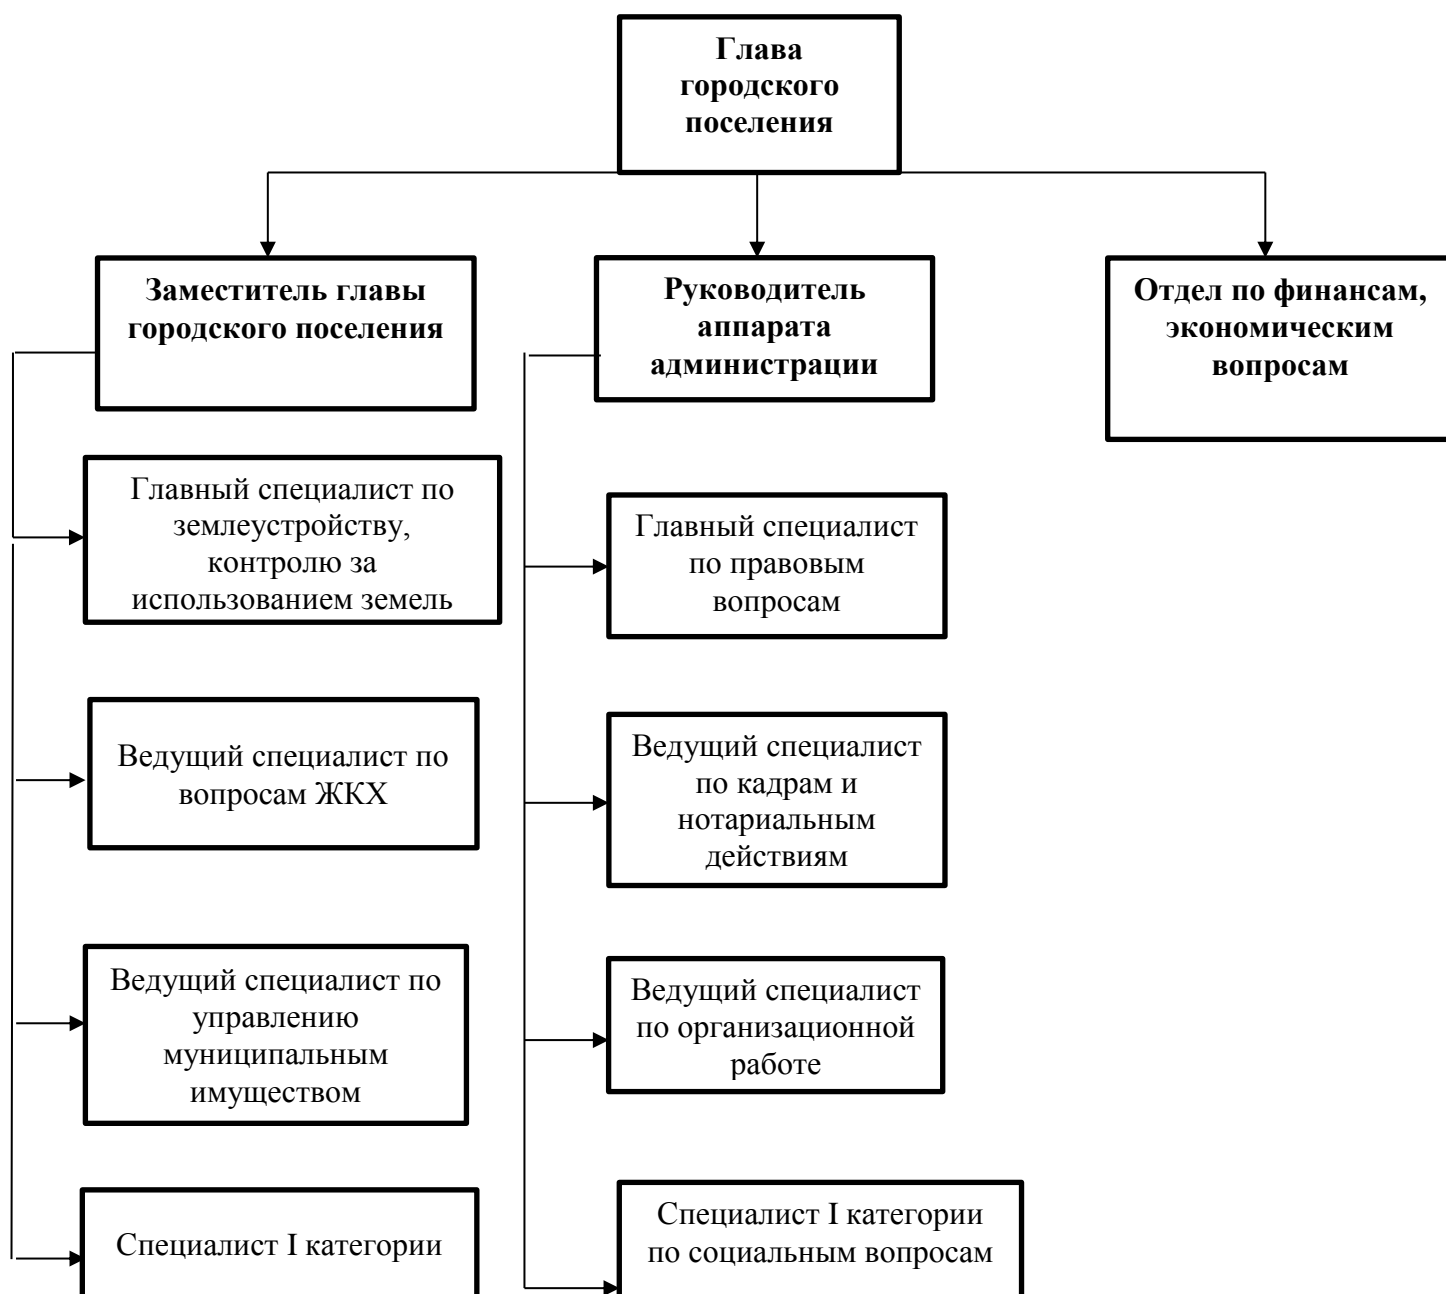 Глава
городского
поселения
Заместитель главы
городского поселения
Руководитель
аппарата
администрации
Отдел по финансам,
экономическим
вопросам
Главный специалист по
землеустройству,
контролю за
использованием земель
Ведущий специалист по
вопросам ЖКХ
Ведущий специалист по
управлению
муниципальным
имуществом
Специалист I категории
Главный специалист
по правовым
вопросам
Ведущий специалист
по кадрам и
нотариальным
действиям
Ведущий специалист
по организационной
работе
Специалист I категории
по социальным вопросам